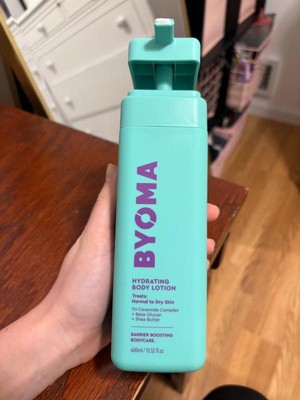 BYOMA
HYDRATING
BODY LOTION
Treats:
Normal to Dry Skin
Tri-Ceramide Complex
+ Beta-Glucan
+ Shea Butter
BARRIER BOOSTING
BODYCARE.
400ml / 13.52 fl.oz